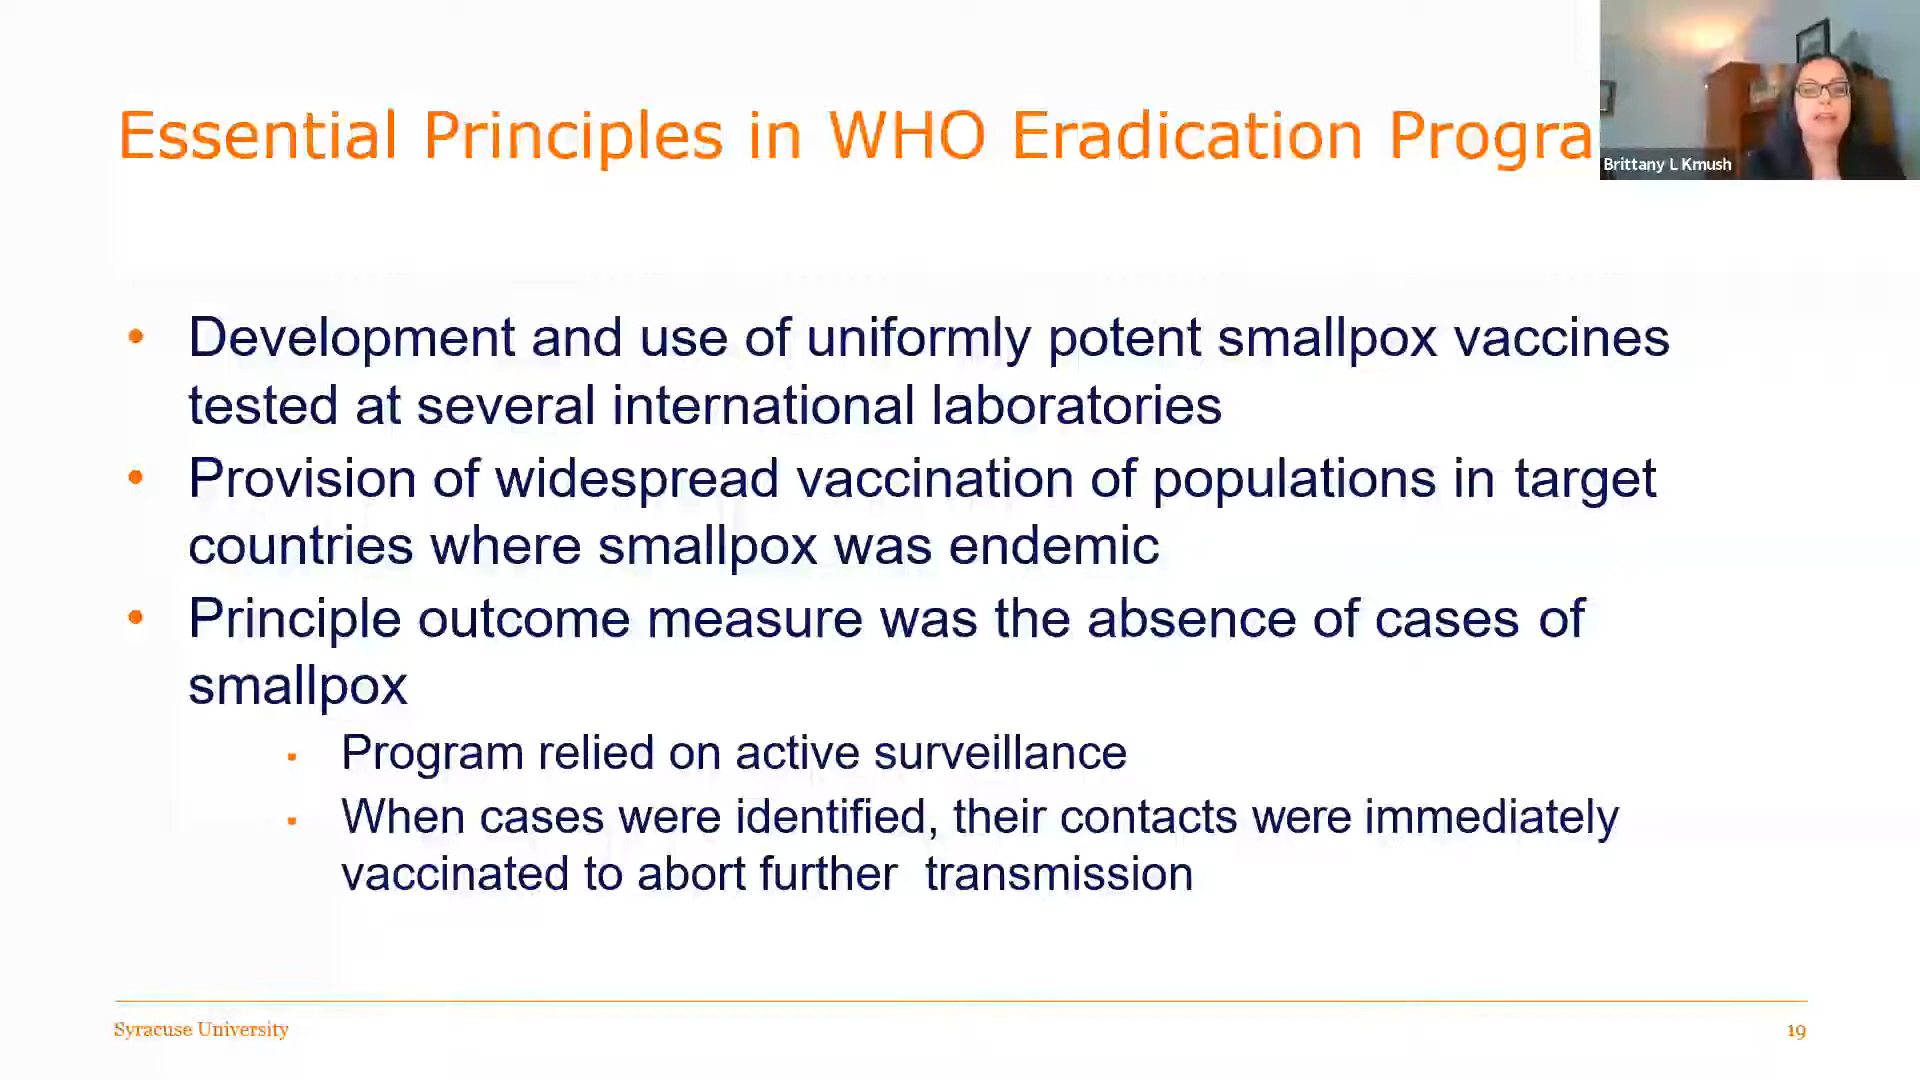 Essential Principles in WHO Eradication Progra
Brittany L Kmush
• Development and use of uniformly potent smallpox vaccines
tested at several international laboratories
• Provision of widespread vaccination of populations in target
countries where smallpox was endemic
• Principle outcome measure was the absence of cases of
smallpox
▪ Program relied on active surveillance
▪ When cases were identified, their contacts were immediately
vaccinated to abort further transmission
Syracuse University
19